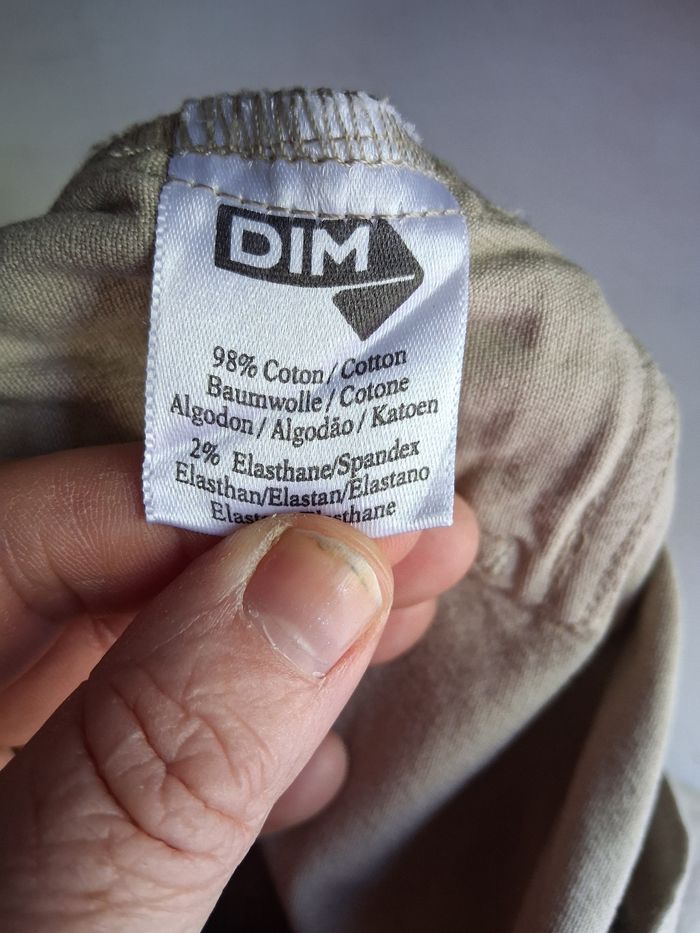 DIM
98% Coton/Cotton
Baumwolle/Cotone
Algodon/Algodão/Katoen
2% Elasthane/Spandex
Elasthan/Elastan/Elastano